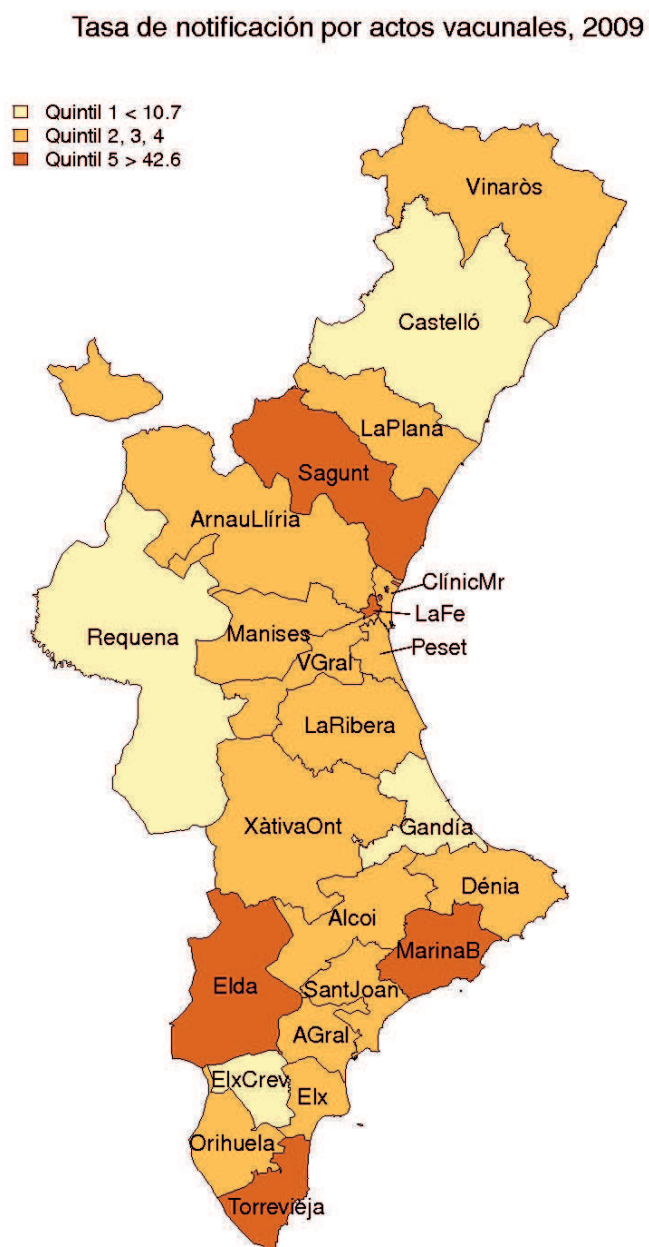 Tasa de notificación por actos vacunales, 2009
Quintil 1 < 10.7
Quintil 2, 3, 4
Quintil 5 > 42.6
Vinaròs
Castelló
LaPlana
Sagunt
ArnauLlíria
ClínicMr
LaFe
Requena
Manises
Peset
VGral
LaRibera
XàtivaOnt
Gandía
Dénia
Alcoi
MarinaB
Elda
SantJoan
AGral
ElxCrev
Elx
Orihuela
Torrevieja